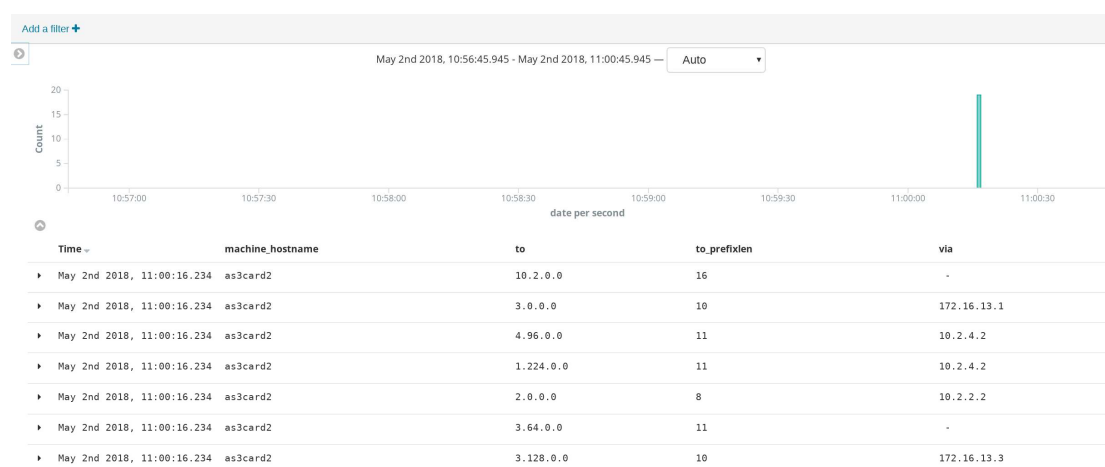 Add a filter +
May 2nd 2018, 10:56:45.945 - May 2nd 2018, 11:00:45.945 — Auto
20
15
10
5
0
Count
10:57:00 10:57:30 10:58:00 10:58:30 10:59:00 10:59:30 11:00:00 11:00:30
date per second
Time machine_hostname to to_prefixlen via
May 2nd 2018, 11:00:16.234 as3card2 10.2.0.0 16 -
May 2nd 2018, 11:00:16.234 as3card2 3.0.0.0 10 172.16.13.1
May 2nd 2018, 11:00:16.234 as3card2 4.96.0.0 11 10.2.4.2
May 2nd 2018, 11:00:16.234 as3card2 1.224.0.0 11 10.2.4.2
May 2nd 2018, 11:00:16.234 as3card2 2.0.0.0 8 10.2.2.2
May 2nd 2018, 11:00:16.234 as3card2 3.64.0.0 11 -
May 2nd 2018, 11:00:16.234 as3card2 3.128.0.0 10 172.16.13.3